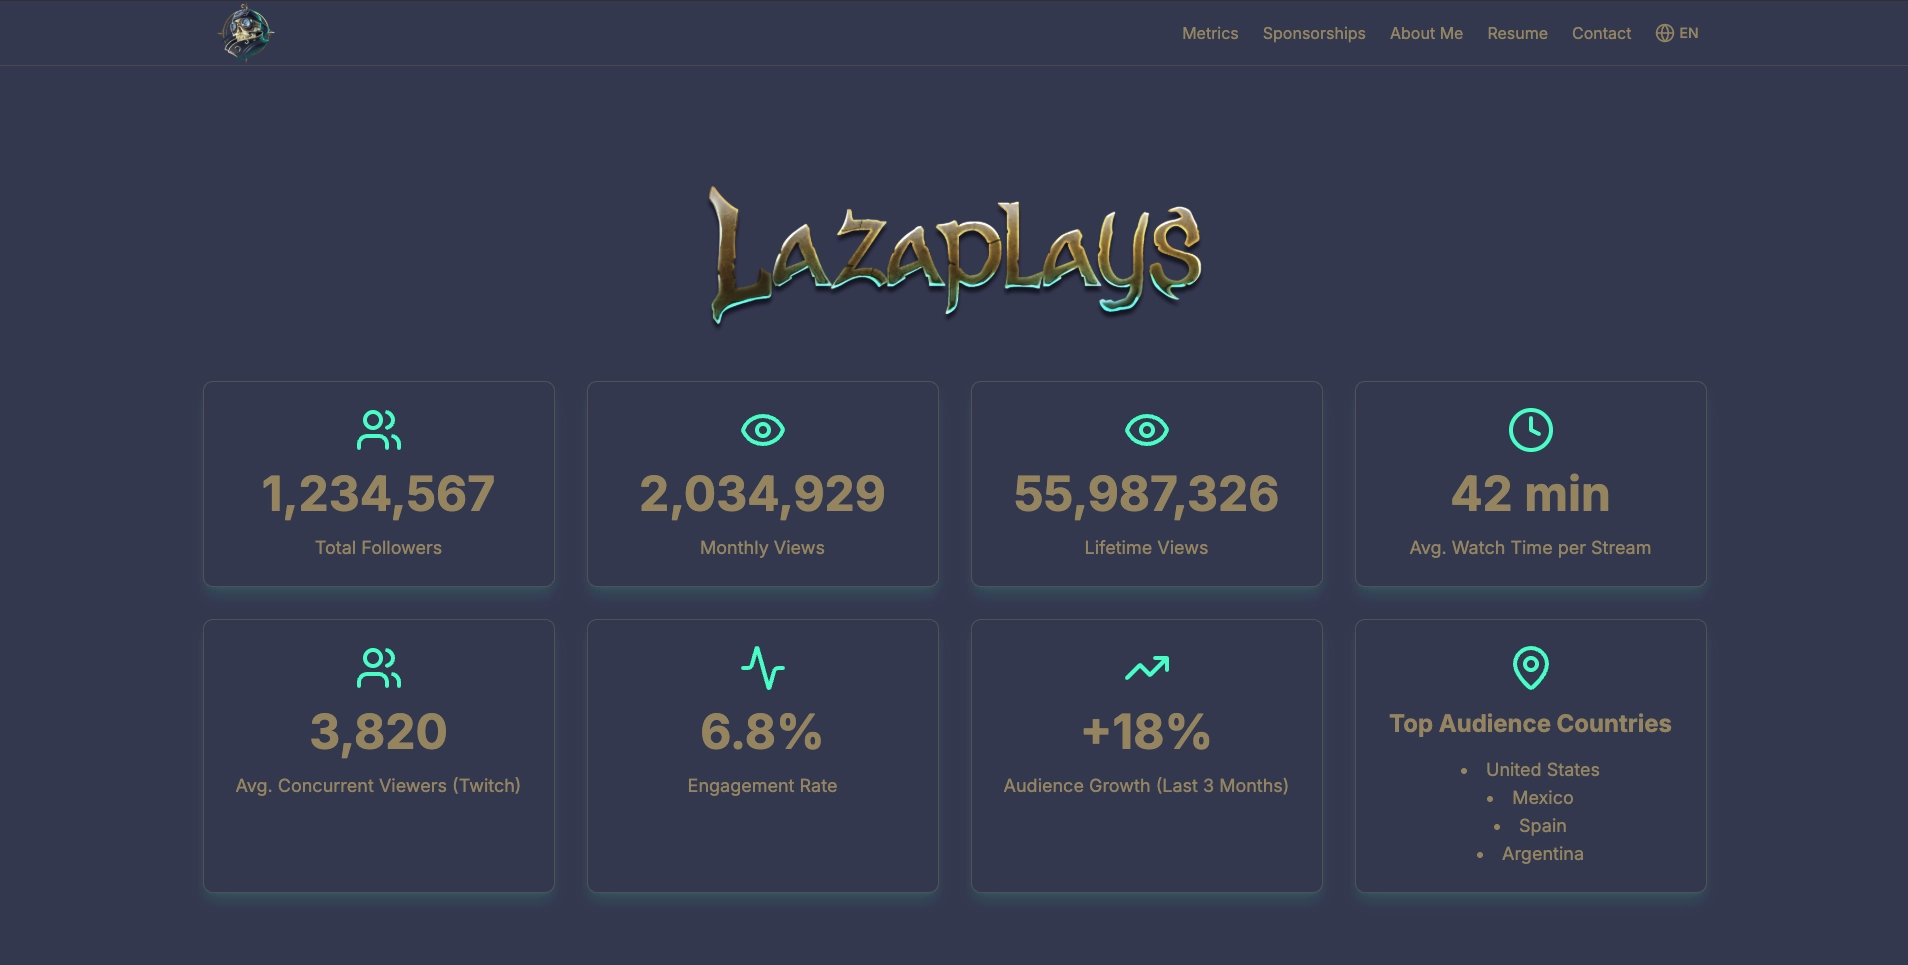 Metrics Sponsorships About Me Resume Contact EN
Lazaplays
1,234,567
Total Followers
2,034,929
Monthly Views
55,987,326
Lifetime Views
42 min
Avg. Watch Time per Stream
3,820
Avg. Concurrent Viewers (Twitch)
6.8%
Engagement Rate
+18%
Audience Growth (Last 3 Months)
Top Audience Countries
• United States
• Mexico
• Spain
• Argentina